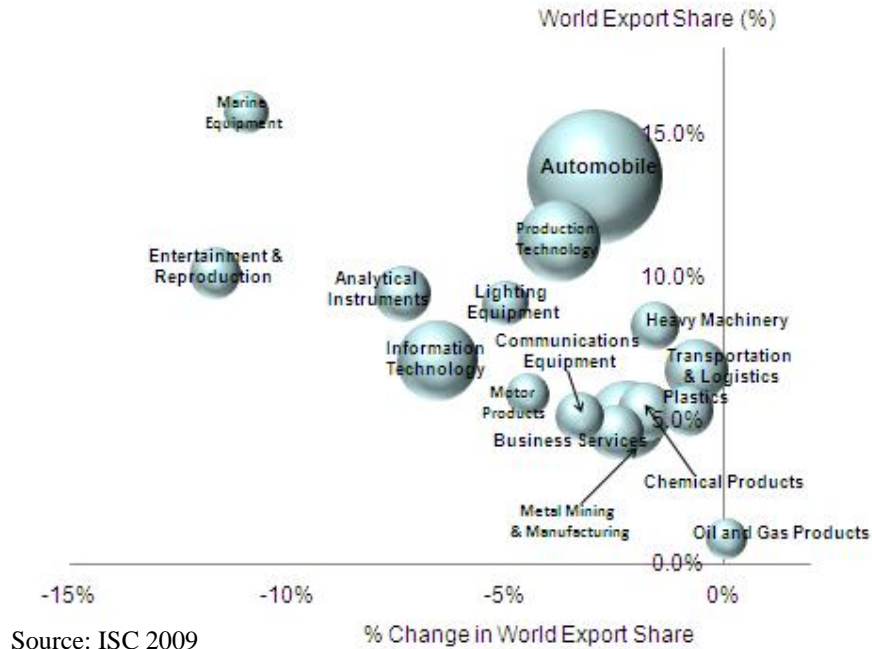 World Export Share (%)
Marine
Equipment
15.0%
Automobile
Production
Technology
Entertainment &
Reproduction
Analytical
Instruments
10.0%
Lighting
Equipment
Heavy Machinery
Communications
Equipment
Information
Technology
Transportation
& Logistics
Motor
Products
Plastics
5.0%
Business Services
Chemical Products
Metal Mining
& Manufacturing
Oil and Gas Products
0.0%
-15%
-10%
-5%
0%
Source: ISC 2009
% Change in World Export Share